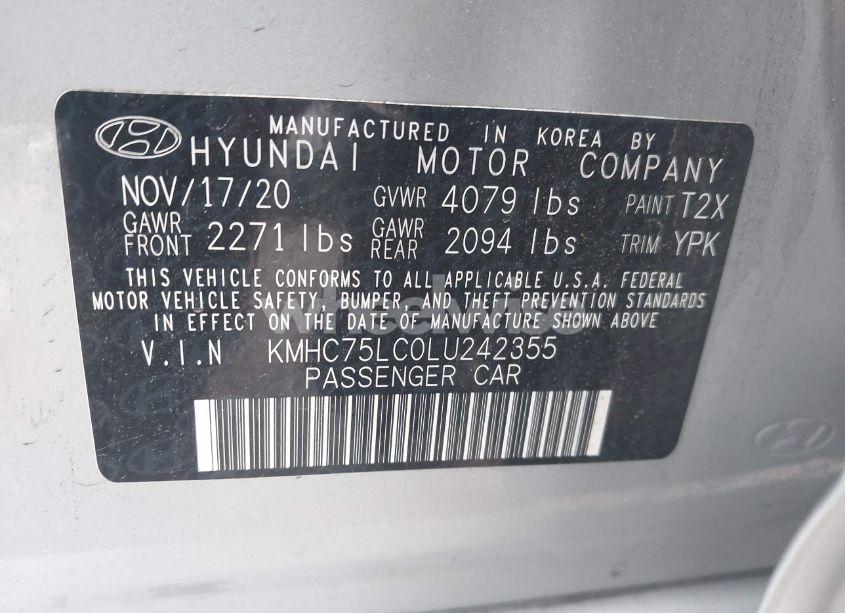 MANUFACTURED IN KOREA BY
HYUNDAI MOTOR COMPANY
NOV/17/20 GVWR 4079 lbs PAINT T2X
GAWR FRONT 2271 lbs GAWR REAR 2094 lbs TRIM YPK
THIS VEHICLE CONFORMS TO ALL APPLICABLE U.S.A. FEDERAL
MOTOR VEHICLE SAFETY, BUMPER, AND THEFT PREVENTION STANDARDS
IN EFFECT ON THE DATE OF MANUFACTURE SHOWN ABOVE
V.I.N KMHC75LC0LU242355
PASSENGER CAR